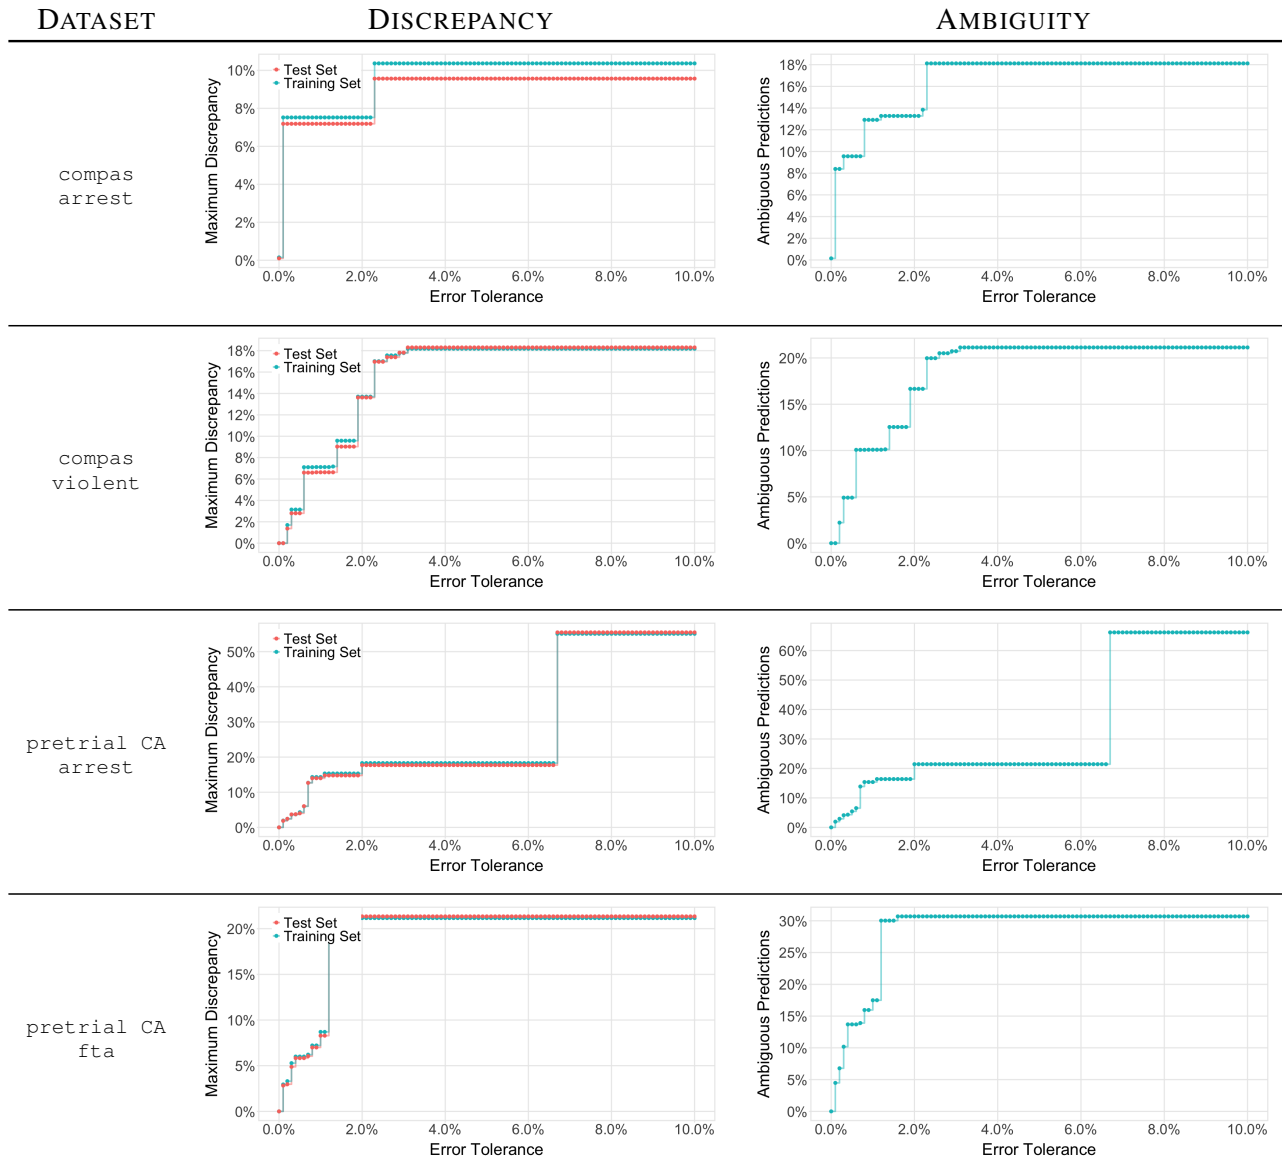 DATASET DISCREPANCY AMBIGUITY
compas
arrest
Maximum Discrepancy
10%
8%
6%
4%
2%
0%
Test Set
Training Set
0.0% 2.0% 4.0% 6.0% 8.0% 10.0%
Error Tolerance
Ambiguous Predictions
18%
16%
14%
12%
10%
8%
6%
4%
2%
0%
0.0% 2.0% 4.0% 6.0% 8.0% 10.0%
Error Tolerance
compas
violent
Maximum Discrepancy
18%
16%
14%
12%
10%
8%
6%
4%
2%
0%
Test Set
Training Set
0.0% 2.0% 4.0% 6.0% 8.0% 10.0%
Error Tolerance
Ambiguous Predictions
20%
15%
10%
5%
0%
0.0% 2.0% 4.0% 6.0% 8.0% 10.0%
Error Tolerance
pretrial CA
arrest
Maximum Discrepancy
50%
40%
30%
20%
10%
0%
Test Set
Training Set
0.0% 2.0% 4.0% 6.0% 8.0% 10.0%
Error Tolerance
Ambiguous Predictions
60%
50%
40%
30%
20%
10%
0%
0.0% 2.0% 4.0% 6.0% 8.0% 10.0%
Error Tolerance
pretrial CA
fta
Maximum Discrepancy
20%
15%
10%
5%
0%
Test Set
Training Set
0.0% 2.0% 4.0% 6.0% 8.0% 10.0%
Error Tolerance
Ambiguous Predictions
30%
25%
20%
15%
10%
5%
0%
0.0% 2.0% 4.0% 6.0% 8.0% 10.0%
Error Tolerance